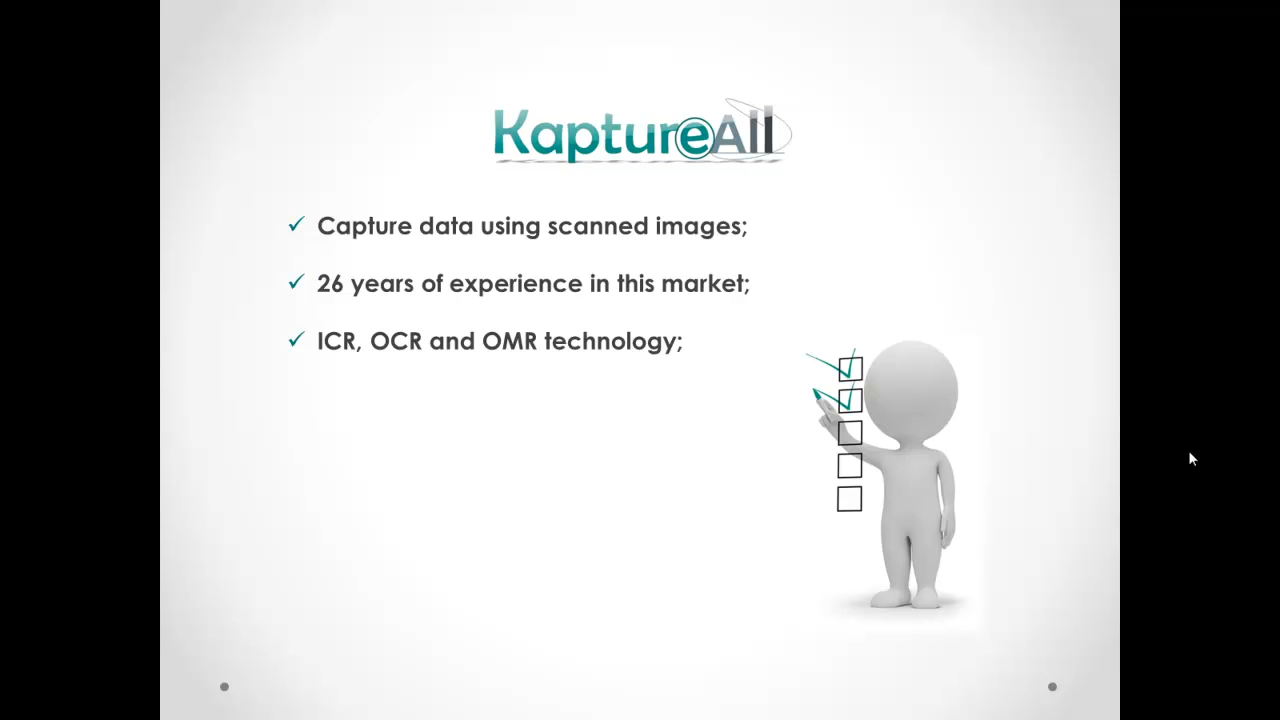 KaptureAll
Capture data using scanned images;
26 years of experience in this market;
ICR, OCR and OMR technology;